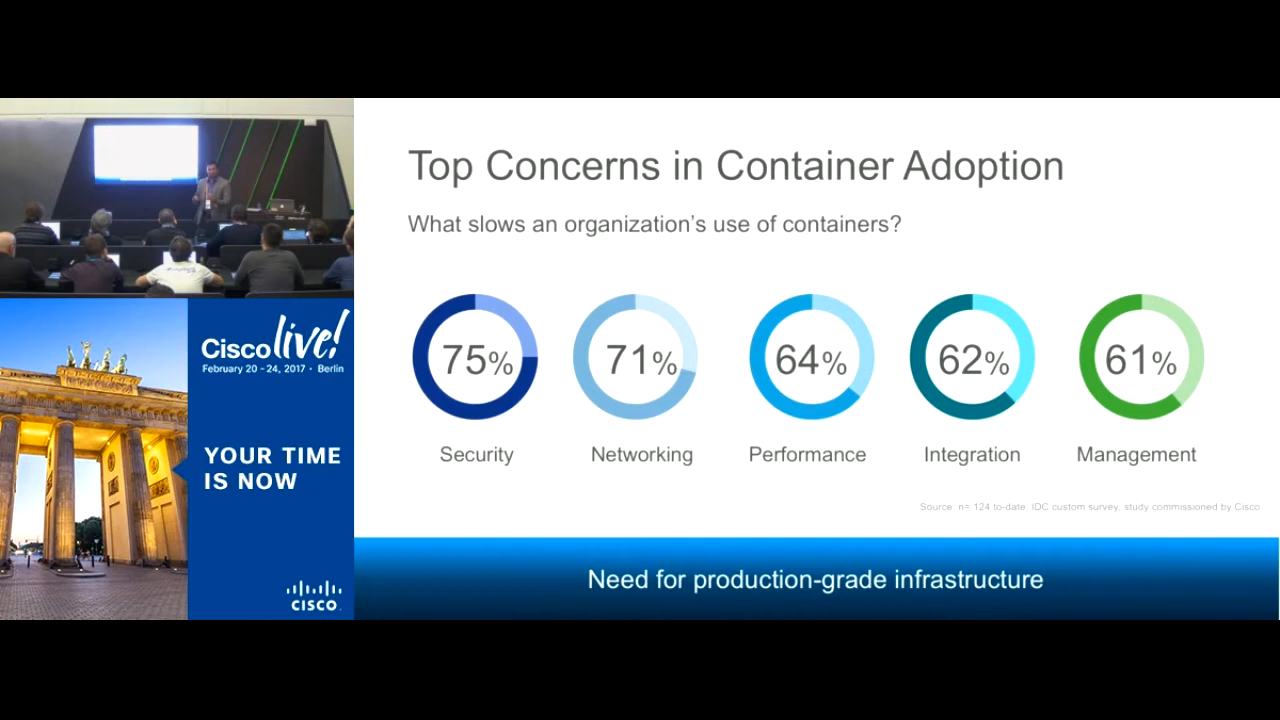 Top Concerns in Container Adoption
What slows an organization's use of containers?
75%
71%
64%
62%
61%
Security
Networking
Performance
Integration
Management
Source: n= 124 to-date IDC custom survey, study commissioned by Cisco
Need for production-grade infrastructure
Cisco live!
February 20 - 24, 2017 • Berlin
YOUR TIME
IS NOW
CISCO